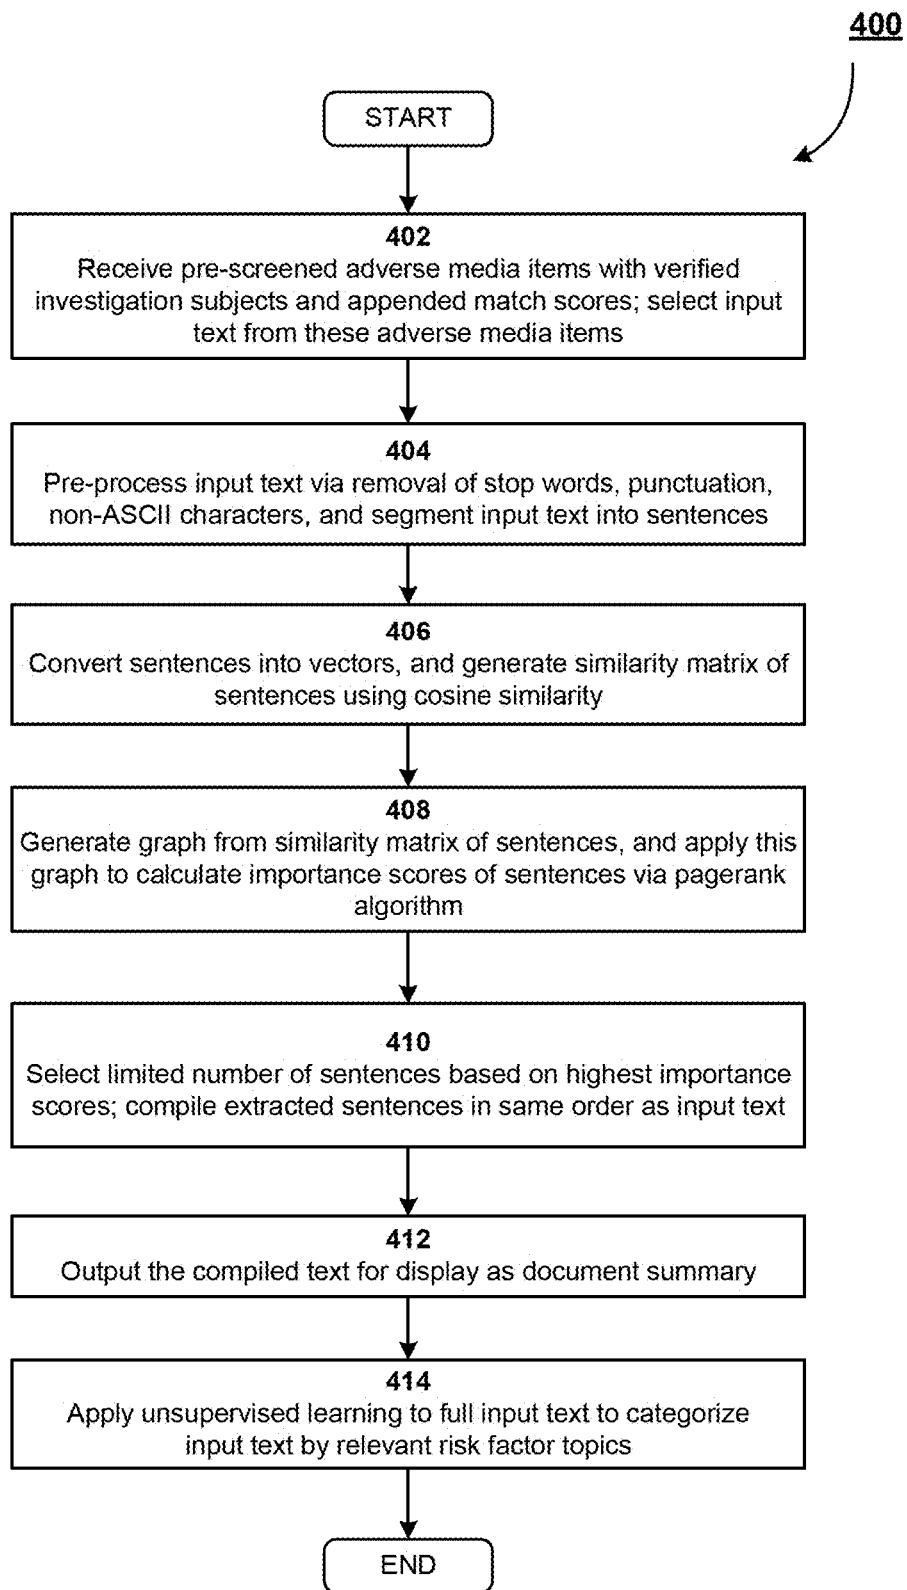 400
START
402
Receive pre-screened adverse media items with verified
investigation subjects and appended match scores; select input
text from these adverse media items
404
Pre-process input text via removal of stop words, punctuation,
non-ASCII characters, and segment input text into sentences
406
Convert sentences into vectors, and generate similarity matrix of
sentences using cosine similarity
408
Generate graph from similarity matrix of sentences, and apply this
graph to calculate importance scores of sentences via pagerank
algorithm
410
Select limited number of sentences based on highest importance
scores; compile extracted sentences in same order as input text
412
Output the compiled text for display as document summary
414
Apply unsupervised learning to full input text to categorize
input text by relevant risk factor topics
END